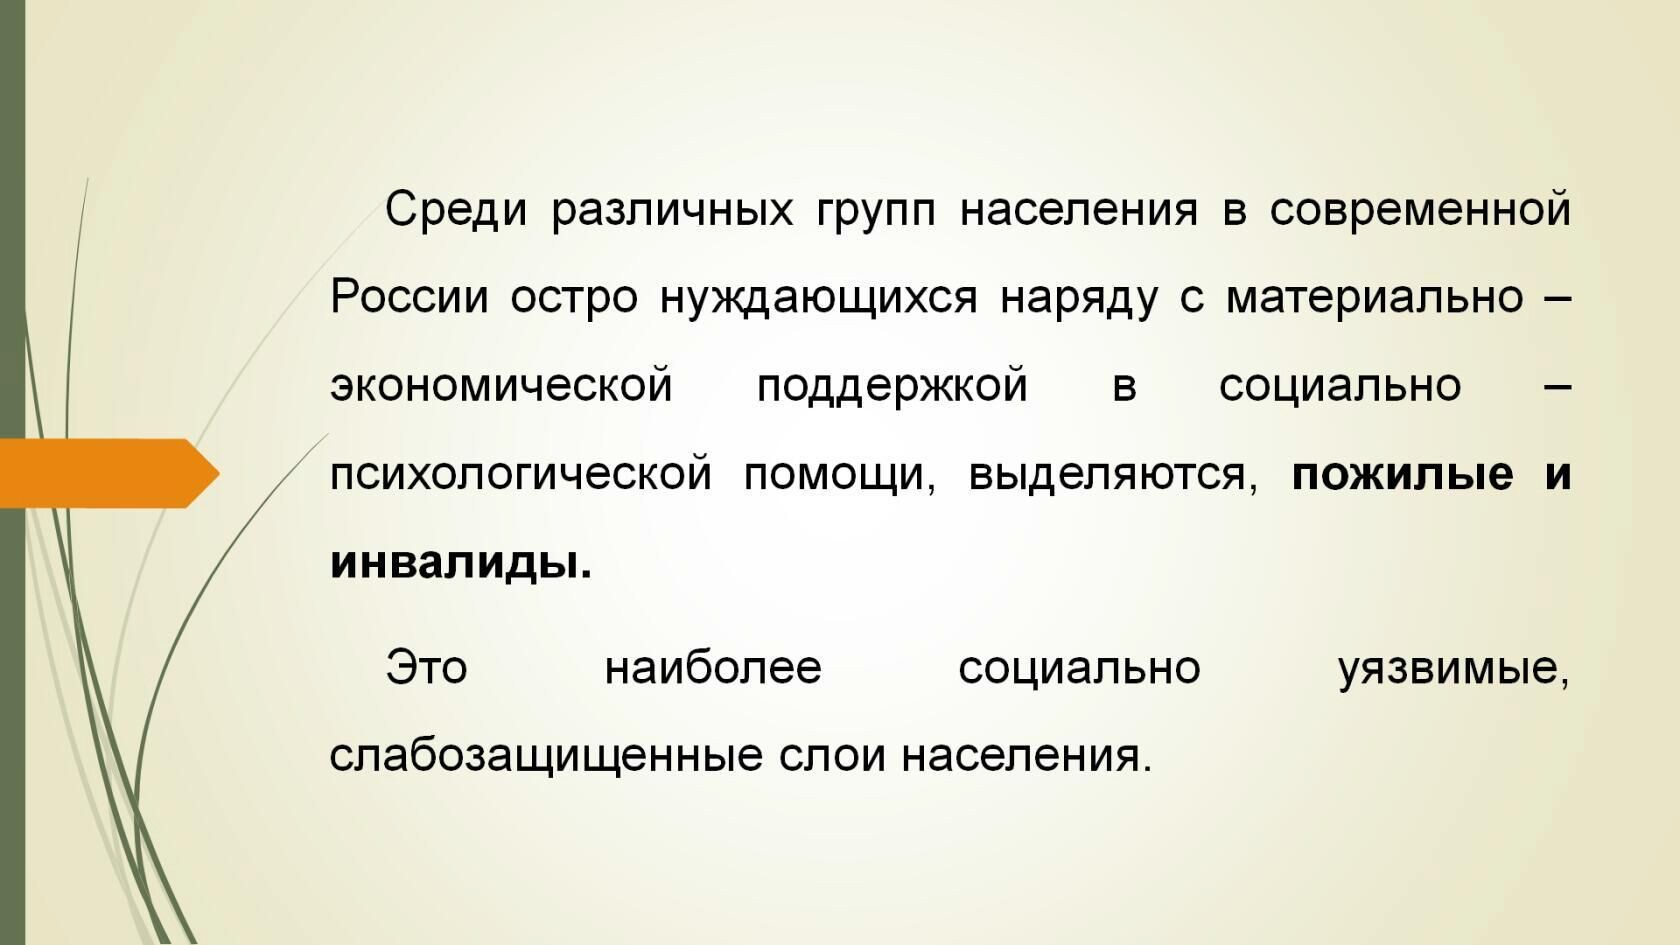 Среди различных групп населения в современной
России остро нуждающихся наряду с материально –
экономической поддержкой в социально –
психологической помощи, выделяются, пожилые и
инвалиды.
Это наиболее социально уязвимые,
слабозащищенные слои населения.